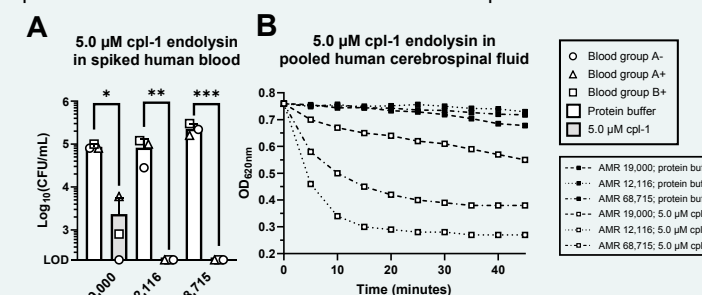 A
B
5.0 µM cpl-1 endolysin
in spiked human blood
5.0 µM cpl-1 endolysin in
pooled human cerebrospinal fluid
* ** ***
6
5
4
3
LOD
Log10(CFU/mL)
0.8
0.7
0.6
0.5
0.4
0.3
0.2
OD620nm
0 10 20 30 40
Time (minutes)
Blood group A-
Blood group A+
Blood group B+
Protein buffer
5.0 µM cpl-1
AMR 19,000; protein buf
AMR 12,116; protein buf
AMR 68,715; protein buf
AMR 19,000; 5.0 µM cpl
AMR 12,116; 5.0 µM cpl
AMR 68,715; 5.0 µM cpl